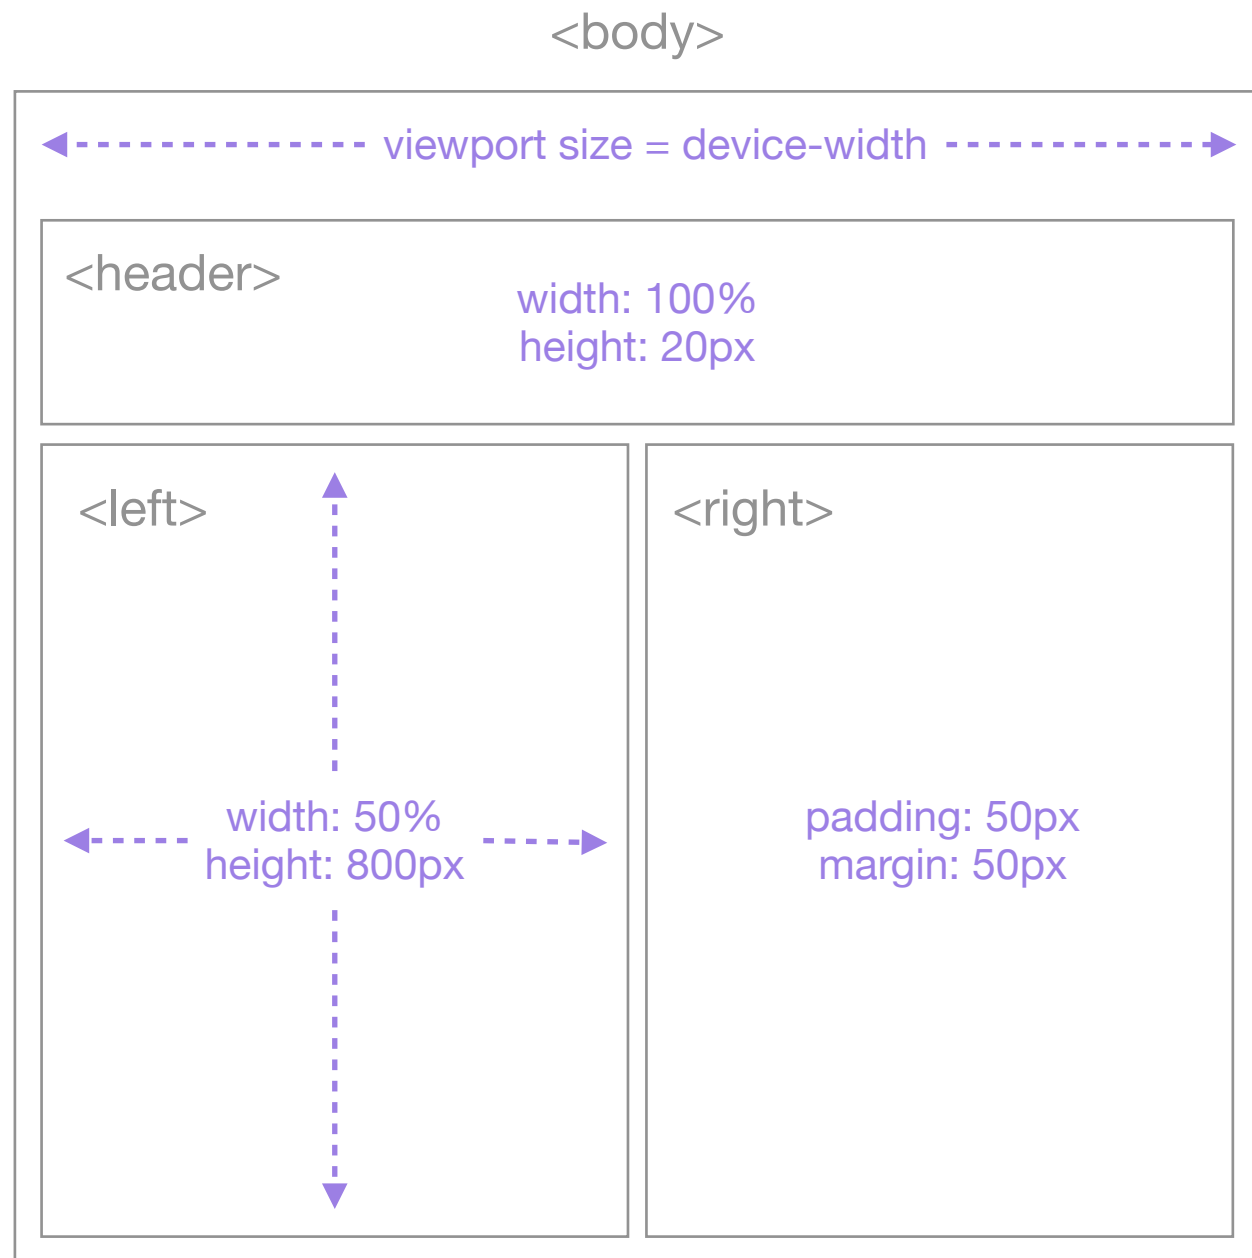 <body>
viewport size = device-width
<header>
width: 100%
height: 20px
<left>
<right>
width: 50%
height: 800px
padding: 50px
margin: 50px